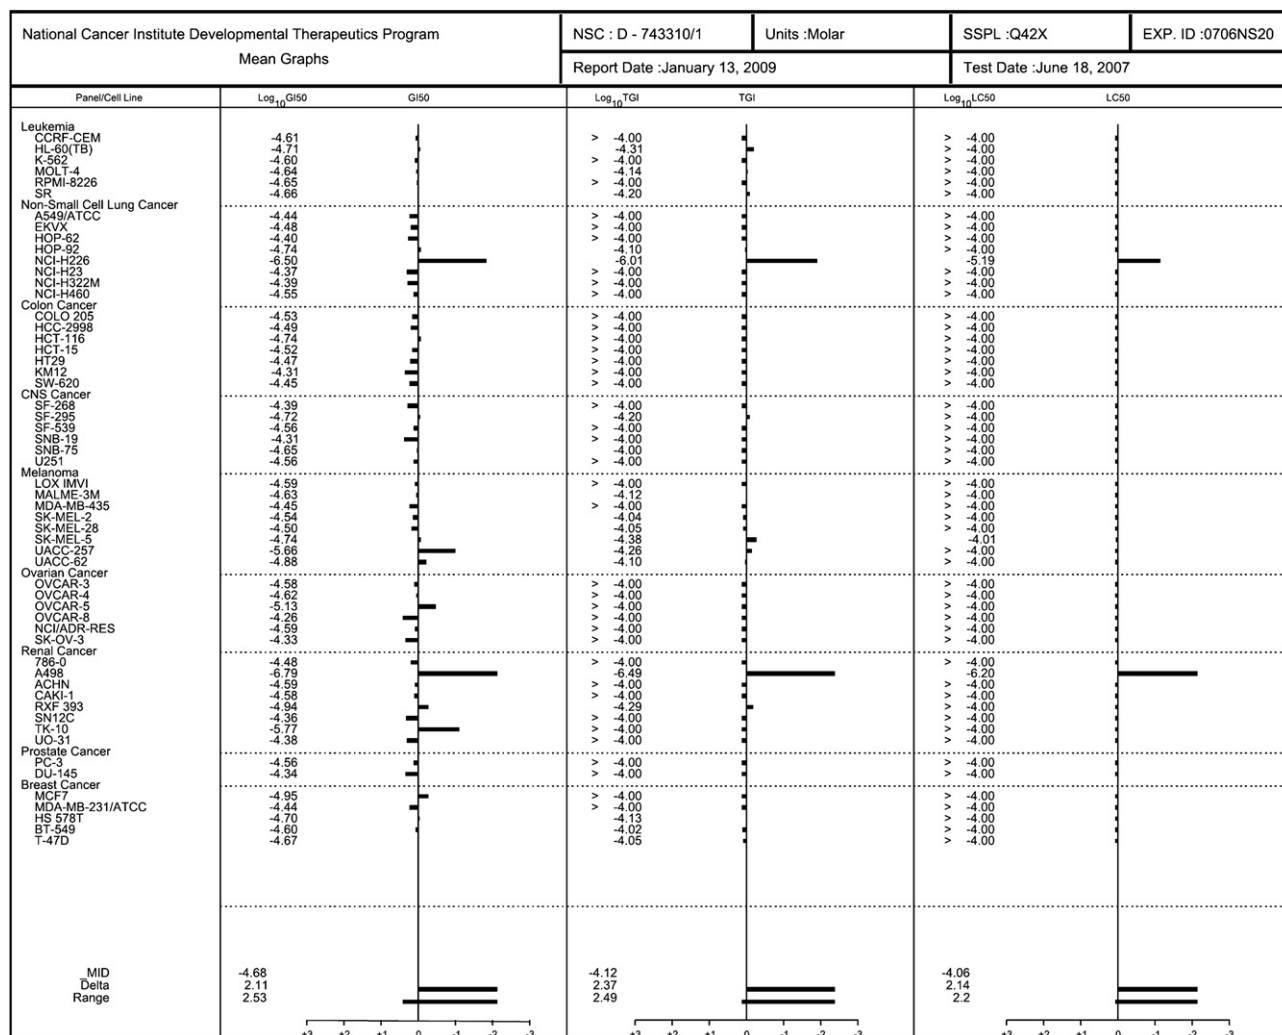 National Cancer Institute Developmental Therapeutics Program
Mean Graphs
NSC : D - 743310/1 Units :Molar SSPL :Q42X EXP. ID :0706NS20
Report Date :January 13, 2009 Test Date :June 18, 2007
Panel/Cell Line Log10GI50 GI50 Log10TGI TGI Log10LC50 LC50
Leukemia
CCRF-CEM -4.61 > -4.00 > -4.00
HL-60(TB) -4.71 -4.31 > -4.00
K-562 -4.60 > -4.00 > -4.00
MOLT-4 -4.64 -4.14 > -4.00
RPMI-8226 -4.65 > -4.00 > -4.00
SR -4.66 -4.20 > -4.00
Non-Small Cell Lung Cancer
A549/ATCC -4.44 > -4.00 > -4.00
EKVX -4.48 > -4.00 > -4.00
HOP-62 -4.40 > -4.00 > -4.00
HOP-92 -4.74 -4.10 > -4.00
NCI-H226 -6.50 -6.01 -5.19
NCI-H23 -4.37 > -4.00 > -4.00
NCI-H322M -4.39 > -4.00 > -4.00
NCI-H460 -4.55 > -4.00 > -4.00
Colon Cancer
COLO 205 -4.53 > -4.00 > -4.00
HCC-2998 -4.49 > -4.00 > -4.00
HCT-116 -4.74 > -4.00 > -4.00
HCT-15 -4.52 > -4.00 > -4.00
HT29 -4.47 > -4.00 > -4.00
KM12 -4.31 > -4.00 > -4.00
SW-620 -4.45 > -4.00 > -4.00
CNS Cancer
SF-268 -4.39 > -4.00 > -4.00
SF-295 -4.72 -4.20 > -4.00
SF-539 -4.56 > -4.00 > -4.00
SNB-19 -4.31 > -4.00 > -4.00
SNB-75 -4.65 -4.00 > -4.00
U251 -4.56 > -4.00 > -4.00
Melanoma
LOX IMVI -4.59 > -4.00 > -4.00
MALME-3M -4.63 -4.12 > -4.00
MDA-MB-435 -4.45 > -4.00 > -4.00
SK-MEL-2 -4.54 -4.04 > -4.00
SK-MEL-28 -4.50 -4.05 > -4.00
SK-MEL-5 -4.74 -4.38 -4.01
UACC-257 -5.66 -4.26 > -4.00
UACC-62 -4.88 -4.10 > -4.00
Ovarian Cancer
OVCAR-3 -4.58 > -4.00 > -4.00
OVCAR-4 -4.62 > -4.00 > -4.00
OVCAR-5 -5.13 > -4.00 > -4.00
OVCAR-8 -4.26 > -4.00 > -4.00
NCI/ADR-RES -4.59 > -4.00 > -4.00
SK-OV-3 -4.33 > -4.00 > -4.00
Renal Cancer
786-0 -4.48 > -4.00 > -4.00
A498 -6.79 -6.49 -6.20
ACHN -4.59 > -4.00 > -4.00
CAKI-1 -4.58 > -4.00 > -4.00
RXF 393 -4.94 -4.29 > -4.00
SN12C -4.36 > -4.00 > -4.00
TK-10 -5.77 > -4.00 > -4.00
UO-31 -4.38 > -4.00 > -4.00
Prostate Cancer
PC-3 -4.56 > -4.00 > -4.00
DU-145 -4.34 > -4.00 > -4.00
Breast Cancer
MCF7 -4.95 > -4.00 > -4.00
MDA-MB-231/ATCC -4.44 > -4.00 > -4.00
HS 578T -4.70 -4.13 > -4.00
BT-549 -4.60 -4.02 > -4.00
T-47D -4.67 -4.05 > -4.00
MID -4.68 -4.12 -4.06
Delta 2.11 2.37 2.14
Range 2.53 2.49 2.2
+3 +2 +1 0 -1 -2 -3 +3 +2 +1 0 -1 -2 -3 +3 +2 +1 0 -1 -2 -3